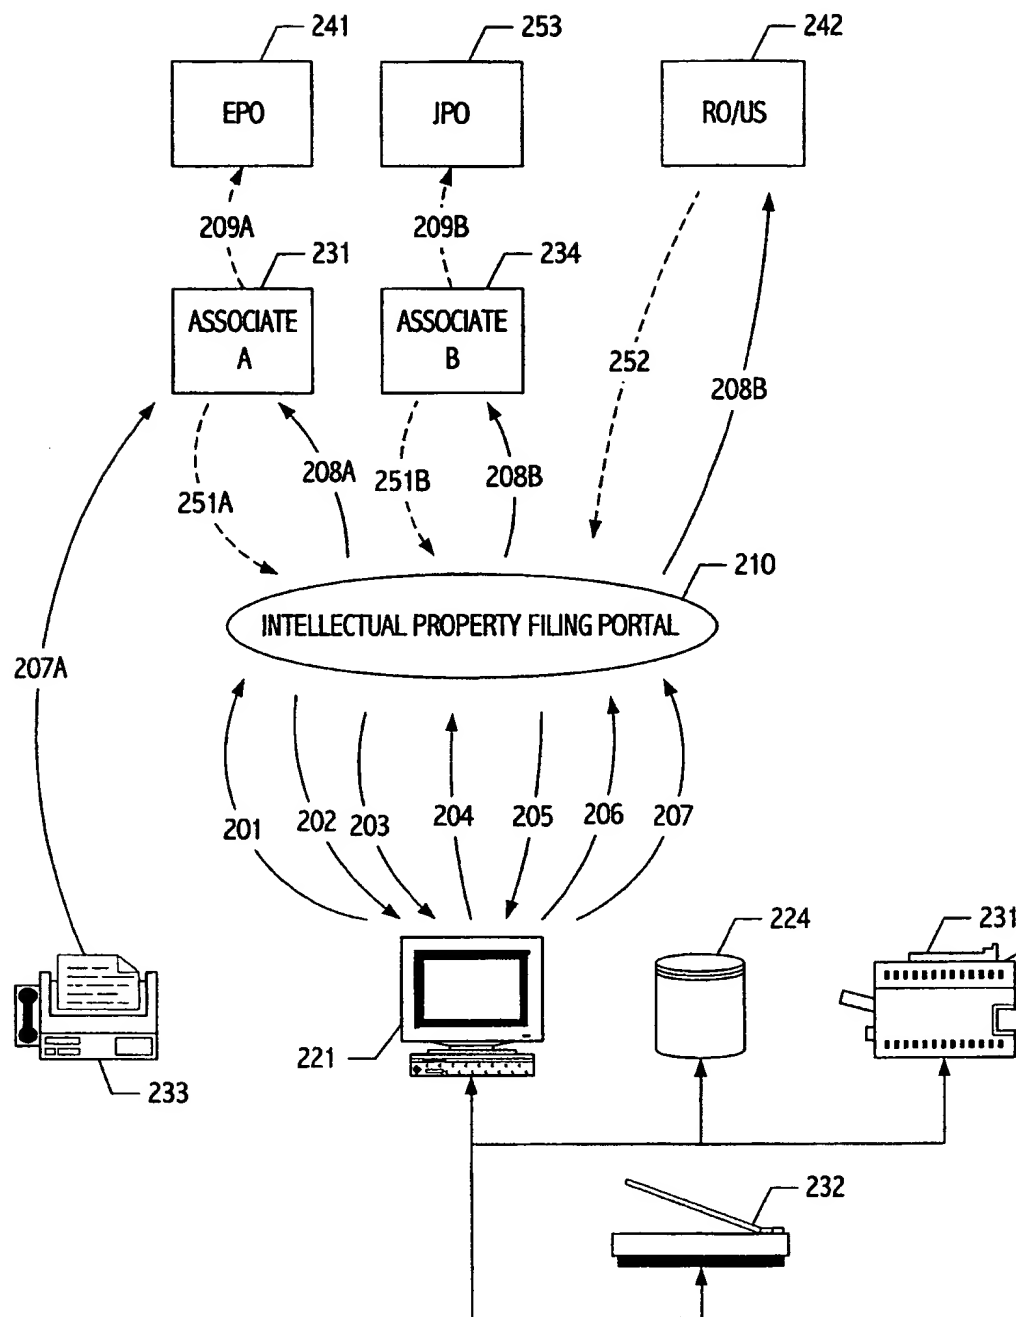 241
253
242
EPO
JPO
RO/US
209A
209B
231
234
ASSOCIATE
A
ASSOCIATE
B
252
208B
208A
208B
251A
251B
210
INTELLECTUAL PROPERTY FILING PORTAL
207A
201
202
203
204
205
206
207
224
231
221
233
232